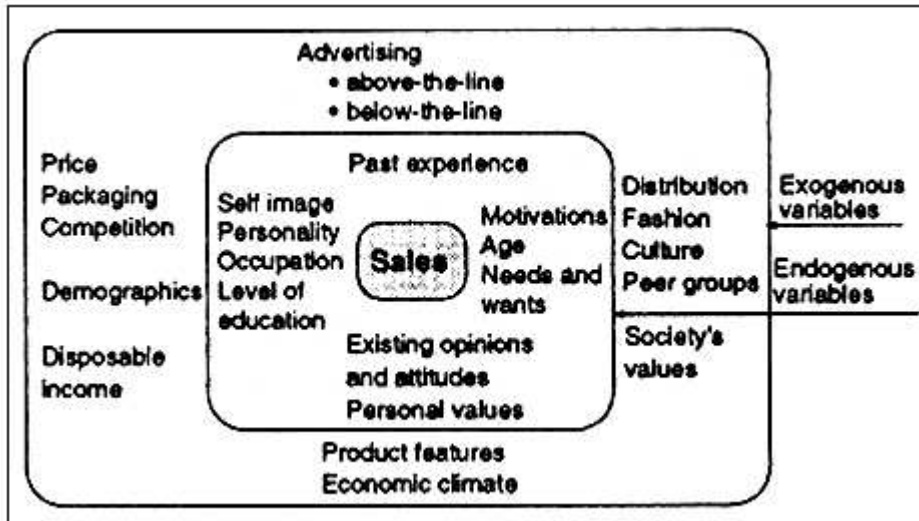 Advertising
• above-the-line
• below-the-line
Price
Packaging
Competition
Demographics
Disposable
income
Past experience
Self image
Personality
Occupation
Level of
education
Sales
Motivations
Age
Needs and
wants
Existing opinions
and attitudes
Personal values
Distribution
Fashion
Culture
Peer groups
Society's
values
Exogenous
variables
Endogenous
variables
Product features
Economic climate